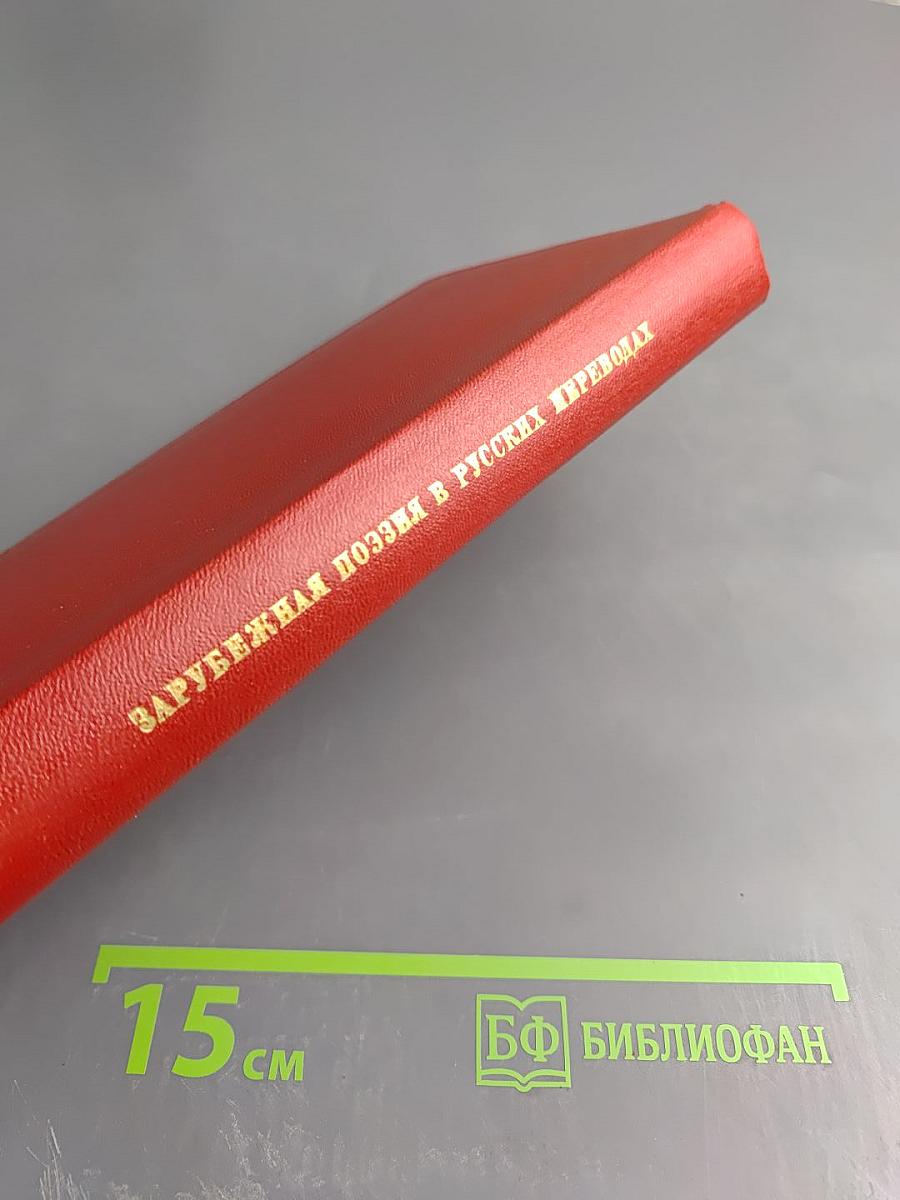 ЗАРУБЕЖНАЯ ПОЭЗИЯ В РУССКИХ ПЕРЕВОДАХ
15 см
БФ БИБЛИОФАН